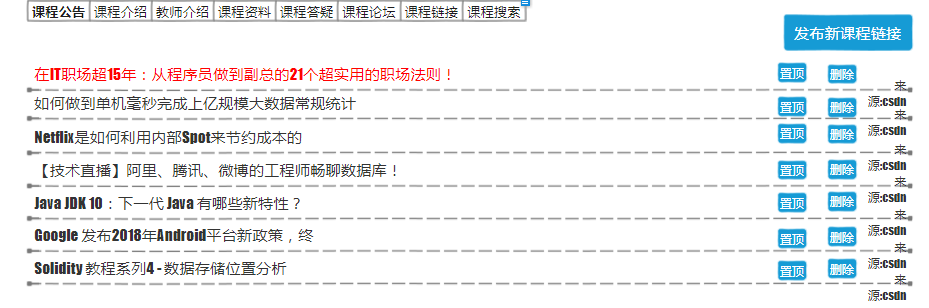 课程公告 课程介绍 教师介绍 课程资料 课程答疑 课程论坛 课程链接 课程搜索
发布新课程链接
在IT职场超15年：从程序员做到副总的21个超实用的职场法则！ 置顶 删除
来
源:csdn
如何做到单机毫秒完成上亿规模大数据常规统计 置顶 删除
来
源:csdn
Netflix是如何利用内部Spot来节约成本的 置顶 删除
来
源:csdn
【技术直播】阿里、腾讯、微博的工程师畅聊数据库！ 置顶 删除
来
源:csdn
Java JDK 10：下一代 Java 有哪些新特性？ 置顶 删除
来
源:csdn
Google 发布2018年Android平台新政策，终 置顶 删除
来
源:csdn
Solidity 教程系列4 - 数据存储位置分析 置顶 删除
来
源:csdn